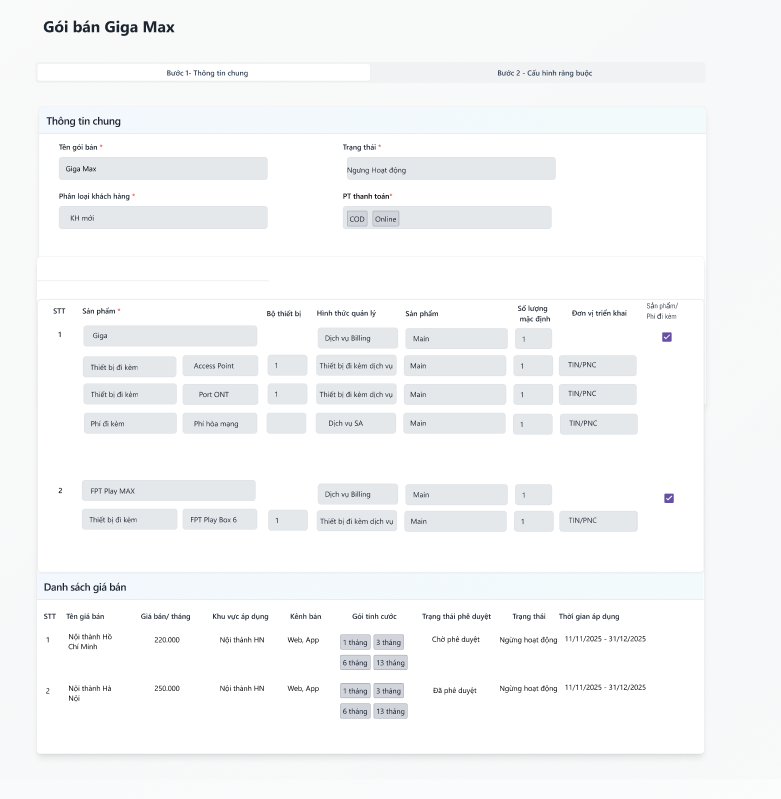 Gói bán Giga Max
Bước 1- Thông tin chung
Bước 2 - Cấu hình ràng buộc
Thông tin chung
Tên gói bán *
Trạng thái *
Giga Max
Ngưng Hoạt động
Phân loại khách hàng *
PT thanh toán*
KH mới
COD Online
STT Sản phẩm * Bộ thiết bị Hình thức quản lý Sản phẩm Số lượng mặc định Đơn vị triển khai Sản phẩm/ Phí đi kèm
1 Giga Dịch vụ Billing Main 1
Thiết bị đi kèm Access Point 1 Thiết bị đi kèm dịch vụ Main 1 TIN/PNC
Thiết bị đi kèm Port ONT 1 Thiết bị đi kèm dịch vụ Main 1 TIN/PNC
Phí đi kèm Phí hòa mạng Dịch vụ SA Main 1 TIN/PNC
2 FPT Play MAX Dịch vụ Billing Main 1
Thiết bị đi kèm FPT Play Box 6 1 Thiết bị đi kèm dịch vụ Main 1 TIN/PNC
Danh sách giá bán
STT Tên giá bán Giá bán/ tháng Khu vực áp dụng Kênh bán Gói tính cước Trạng thái phê duyệt Trạng thái Thời gian áp dụng
1 Nội thành Hồ Chí Minh 220.000 Nội thành HN Web, App 1 tháng 3 tháng Chờ phê duyệt Ngừng hoạt động 11/11/2025 - 31/12/2025
6 tháng 13 tháng
2 Nội thành Hà Nội 250.000 Nội thành HN Web, App 1 tháng 3 tháng Đã phê duyệt Ngừng hoạt động 11/11/2025 - 31/12/2025
6 tháng 13 tháng